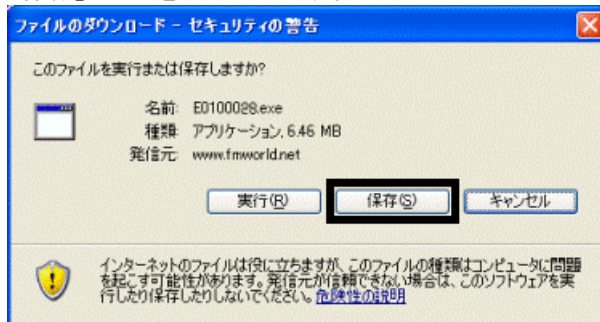 ファイルのダウンロード - セキュリティの警告
このファイルを実行または保存しますか?
名前: E0100028.exe
種類: アプリケーション, 6.46 MB
発信元: www.fmworld.net
実行(R) 保存(S) キャンセル
インターネットのファイルは役に立ちますが、このファイルの種類はコンピュータに問題
を起こす可能性があります。発信元が信頼できない場合は、このソフトウェアを実
行したり保存したりしないでください。危険性の説明